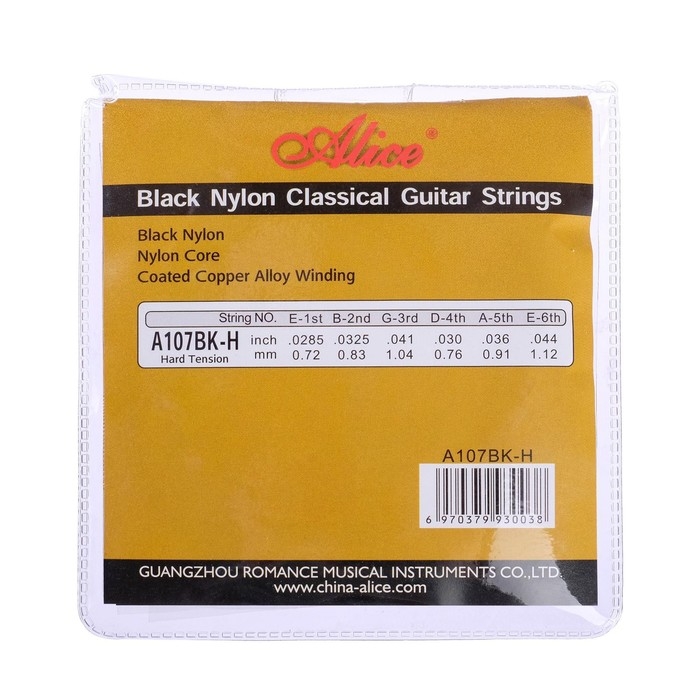 Alice®
Black Nylon Classical Guitar Strings
Black Nylon
Nylon Core
Coated Copper Alloy Winding
String NO. E-1st B-2nd G-3rd D-4th A-5th E-6th
A107BK-H inch .0285 .0325 .041 .030 .036 .044
Hard Tension mm 0.72 0.83 1.04 0.76 0.91 1.12
A107BK-H
6 970379 930038
GUANGZHOU ROMANCE MUSICAL INSTRUMENTS CO.,LTD.
www.china-alice.com